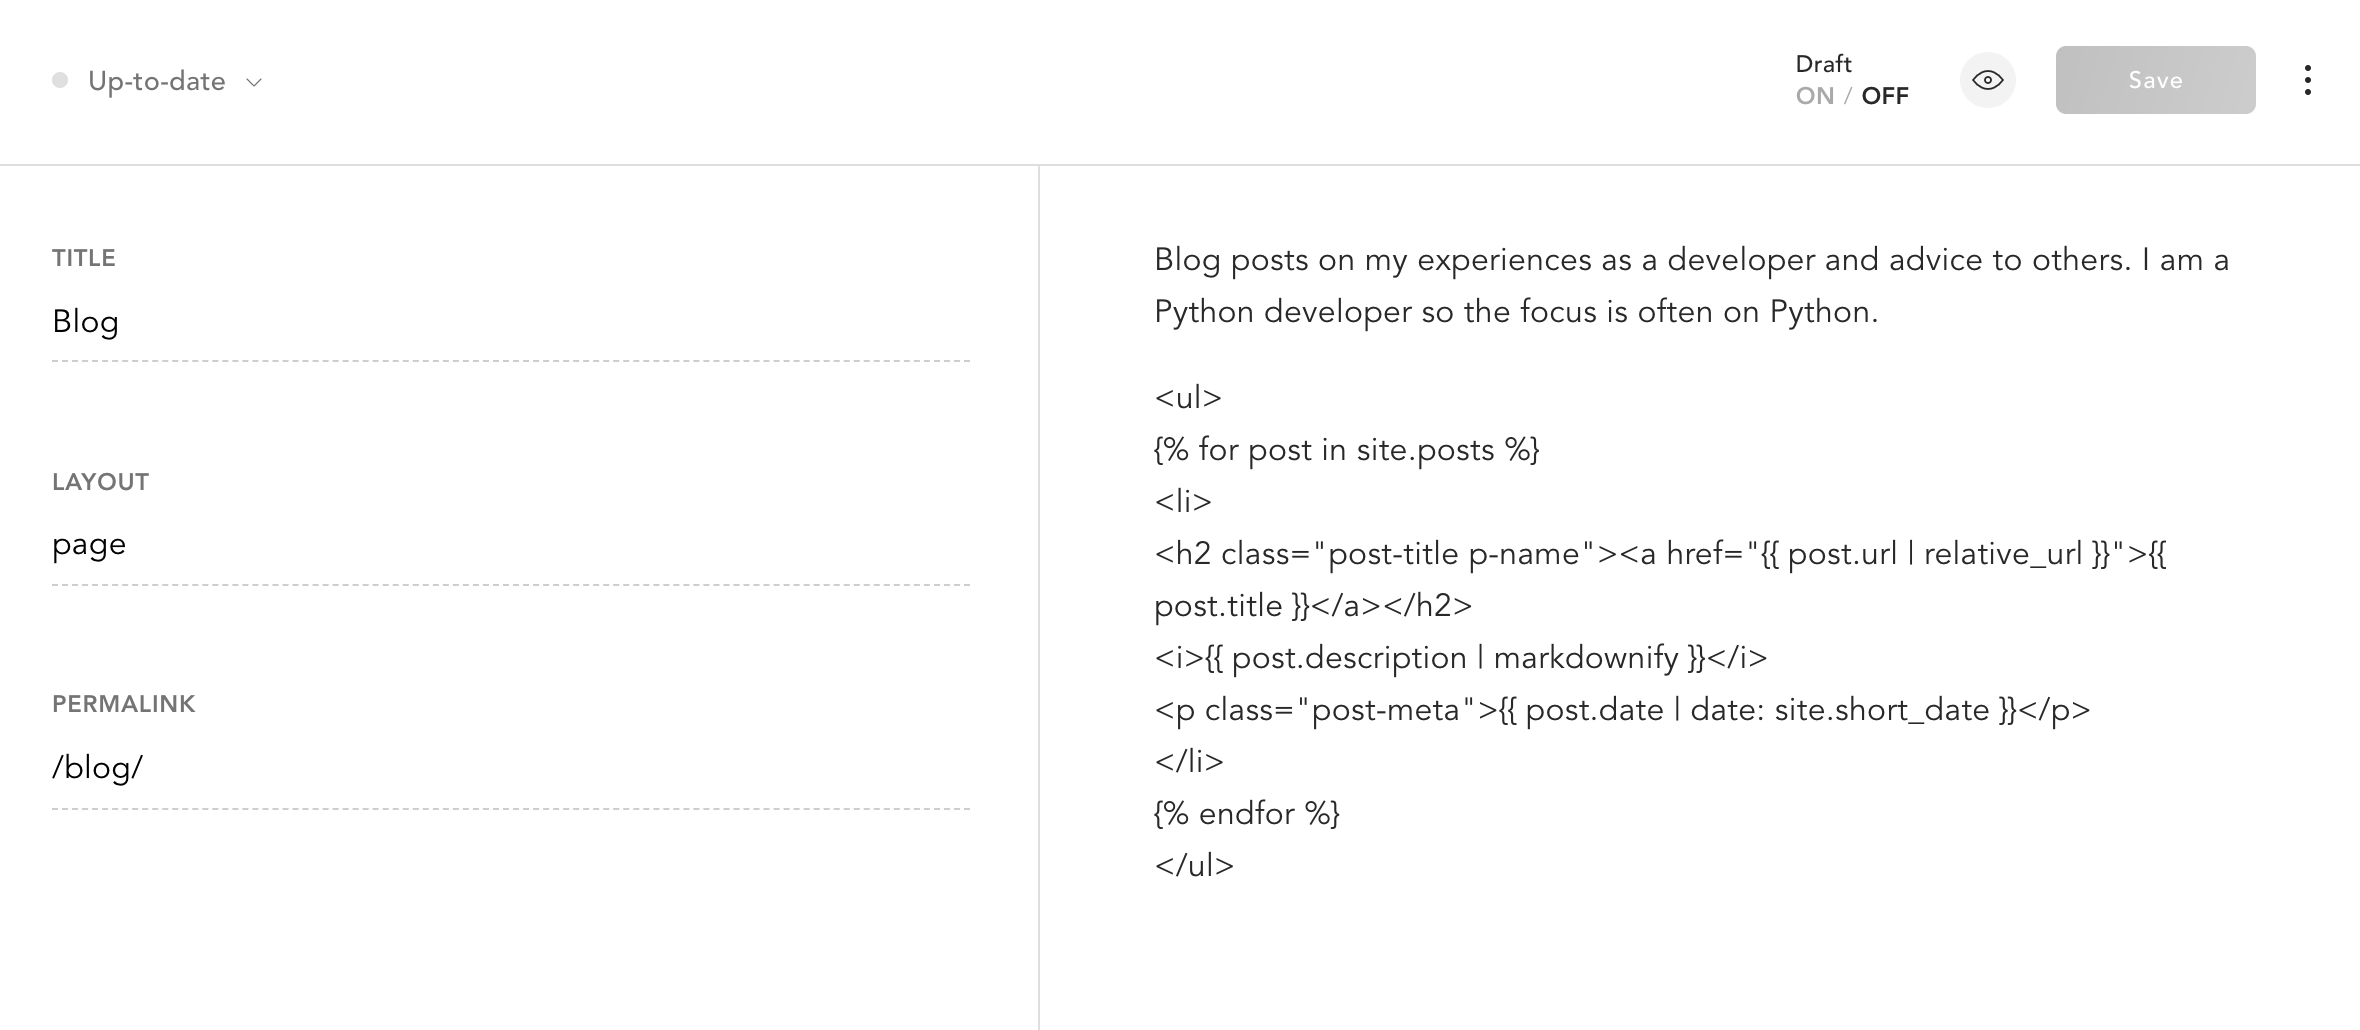 Up-to-date
Draft
ON / OFF
Save
TITLE
Blog
LAYOUT
page
PERMALINK
/blog/
Blog posts on my experiences as a developer and advice to others. I am a
Python developer so the focus is often on Python.
<ul>
{% for post in site.posts %}
<li>
<h2 class="post-title p-name"><a href="{{ post.url | relative_url }}">{{
post.title }}</a></h2>
<i>{{ post.description | markdownify }}</i>
<p class="post-meta">{{ post.date | date: site.short_date }}</p>
</li>
{% endfor %}
</ul>